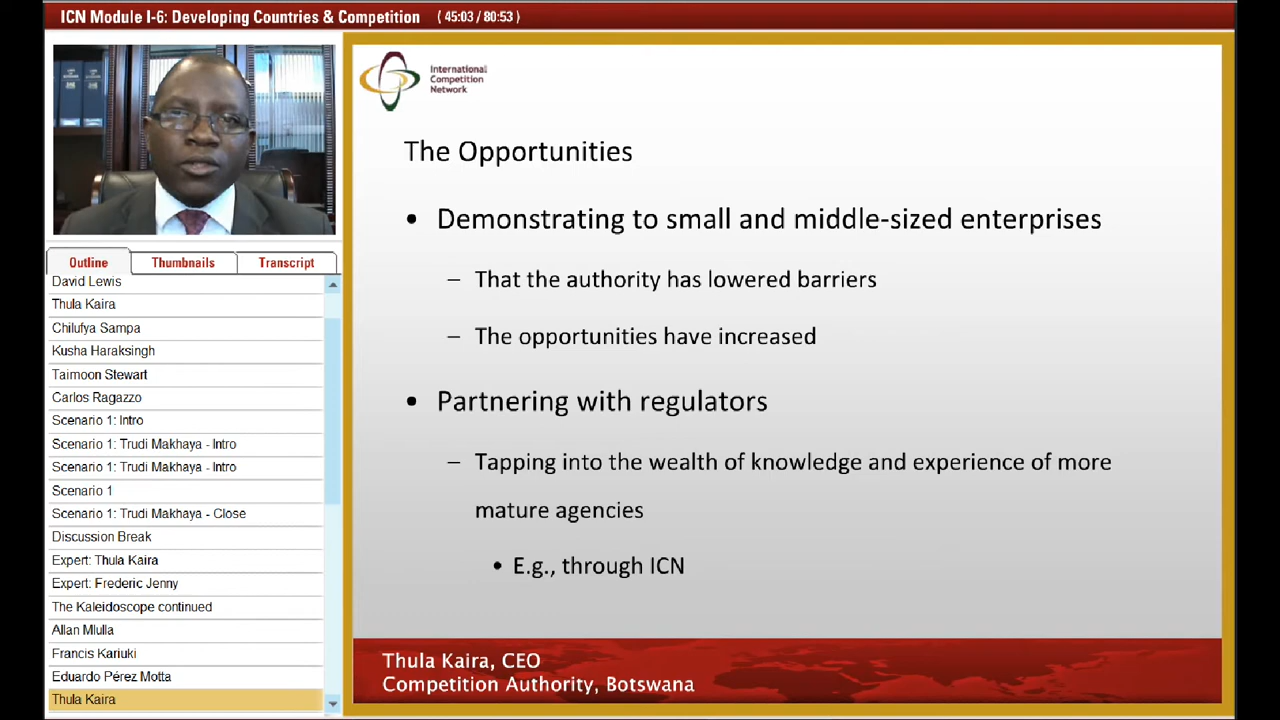 ICN Module I-6: Developing Countries & Competition ( 45:03 / 80:53 )
International
Competition
Network
The Opportunities
• Demonstrating to small and middle-sized enterprises
– That the authority has lowered barriers
– The opportunities have increased
• Partnering with regulators
– Tapping into the wealth of knowledge and experience of more
mature agencies
• E.g., through ICN
Thula Kaira, CEO
Competition Authority, Botswana
Outline Thumbnails Transcript
David Lewis
Thula Kaira
Chilufya Sampa
Kusha Haraksingh
Taimoon Stewart
Carlos Ragazzo
Scenario 1: Intro
Scenario 1: Trudi Makhaya - Intro
Scenario 1: Trudi Makhaya - Intro
Scenario 1
Scenario 1: Trudi Makhaya - Close
Discussion Break
Expert: Thula Kaira
Expert: Frederic Jenny
The Kaleidoscope continued
Allan Mlulla
Francis Kariuki
Eduardo Pérez Motta
Thula Kaira